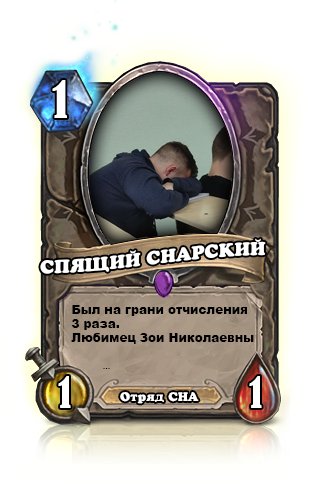 1
СПЯЩИЙ СНАРСКИЙ
Был на грани отчисления
3 раза.
Любимец Зои Николаевны
...
1
Отряд СНА
1